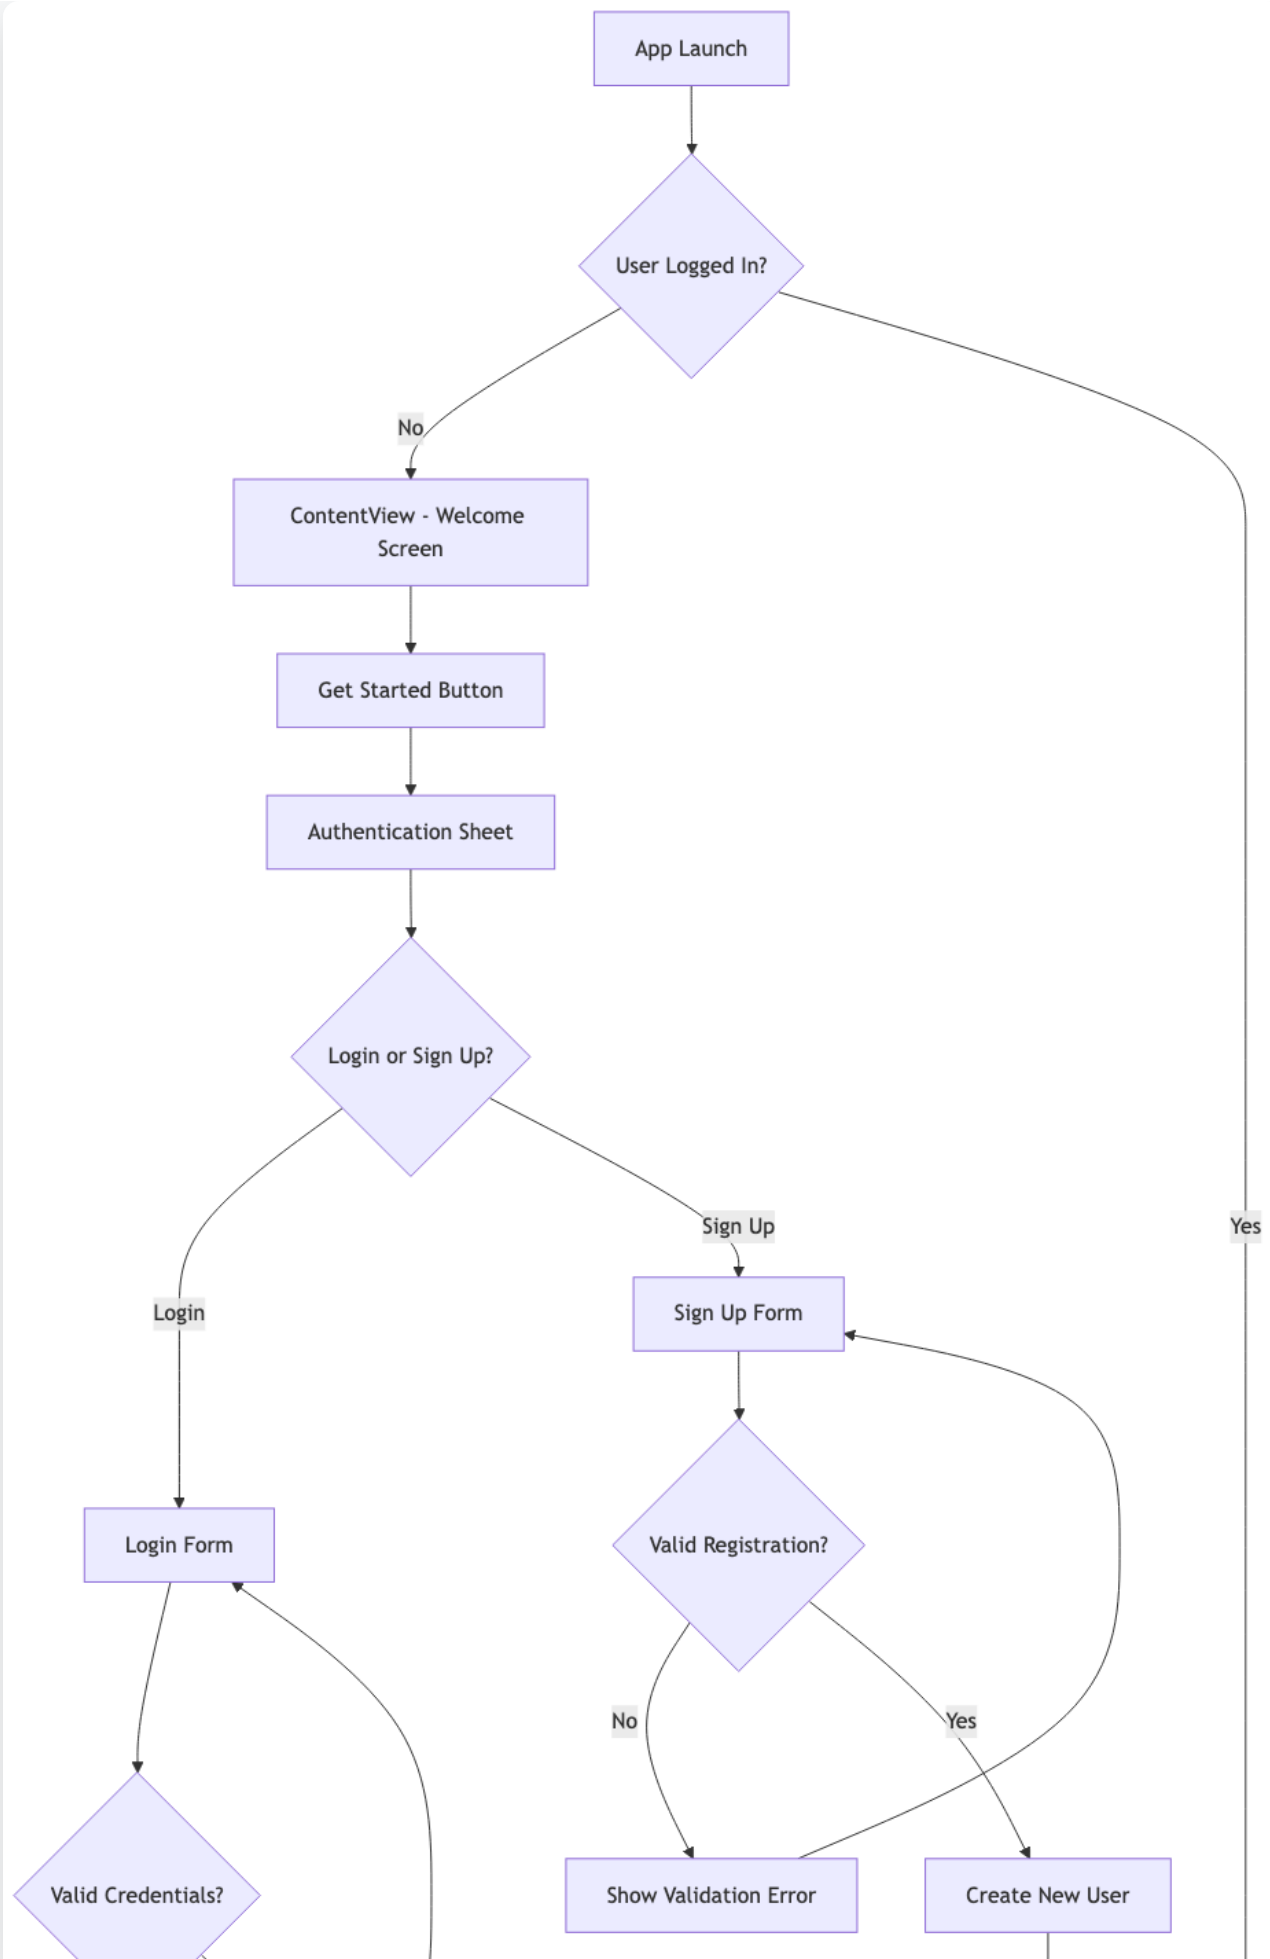 App Launch
User Logged In?
No
ContentView - Welcome
Screen
Get Started Button
Authentication Sheet
Login or Sign Up?
Sign Up
Yes
Login
Sign Up Form
Login Form
Valid Registration?
No
Yes
Valid Credentials?
Show Validation Error
Create New User